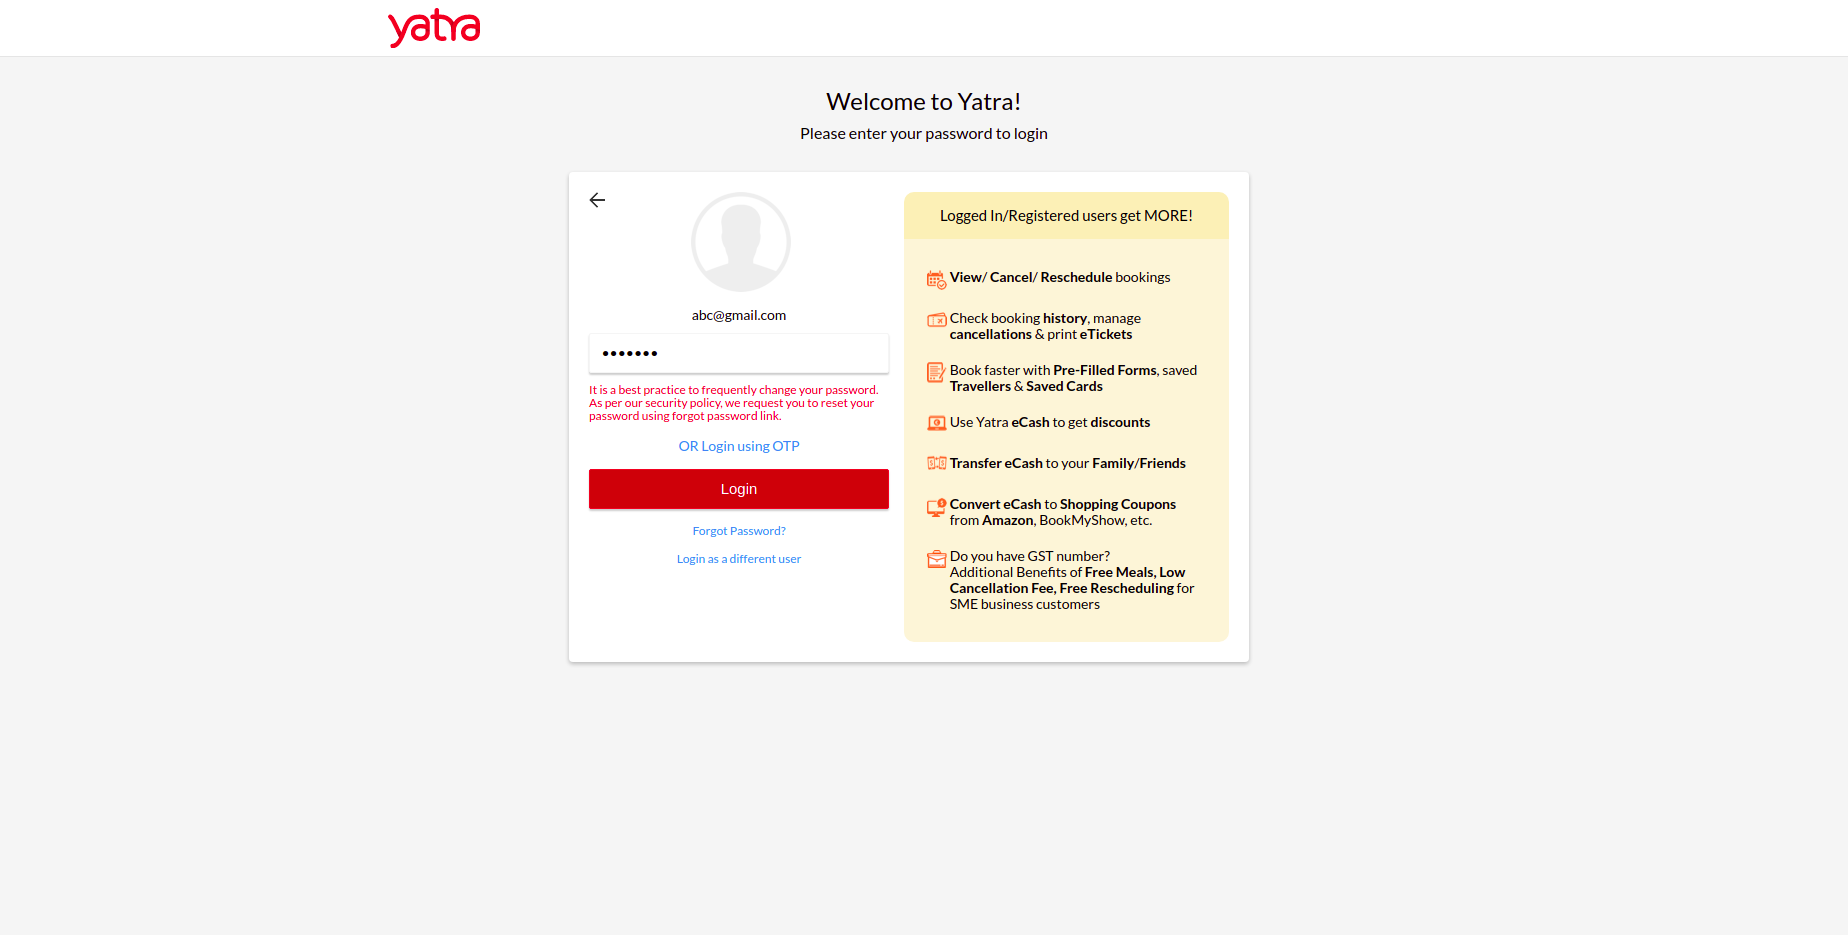 yatra
Welcome to Yatra!
Please enter your password to login
abc@gmail.com
•••••••
It is a best practice to frequently change your password.
As per our security policy, we request you to reset your
password using forgot password link.
OR Login using OTP
Login
Forgot Password?
Login as a different user
Logged In/Registered users get MORE!
View/ Cancel/ Reschedule bookings
Check booking history, manage
cancellations & print eTickets
Book faster with Pre-Filled Forms, saved
Travellers & Saved Cards
Use Yatra eCash to get discounts
Transfer eCash to your Family/Friends
Convert eCash to Shopping Coupons
from Amazon, BookMyShow, etc.
Do you have GST number?
Additional Benefits of Free Meals, Low
Cancellation Fee, Free Rescheduling for
SME business customers